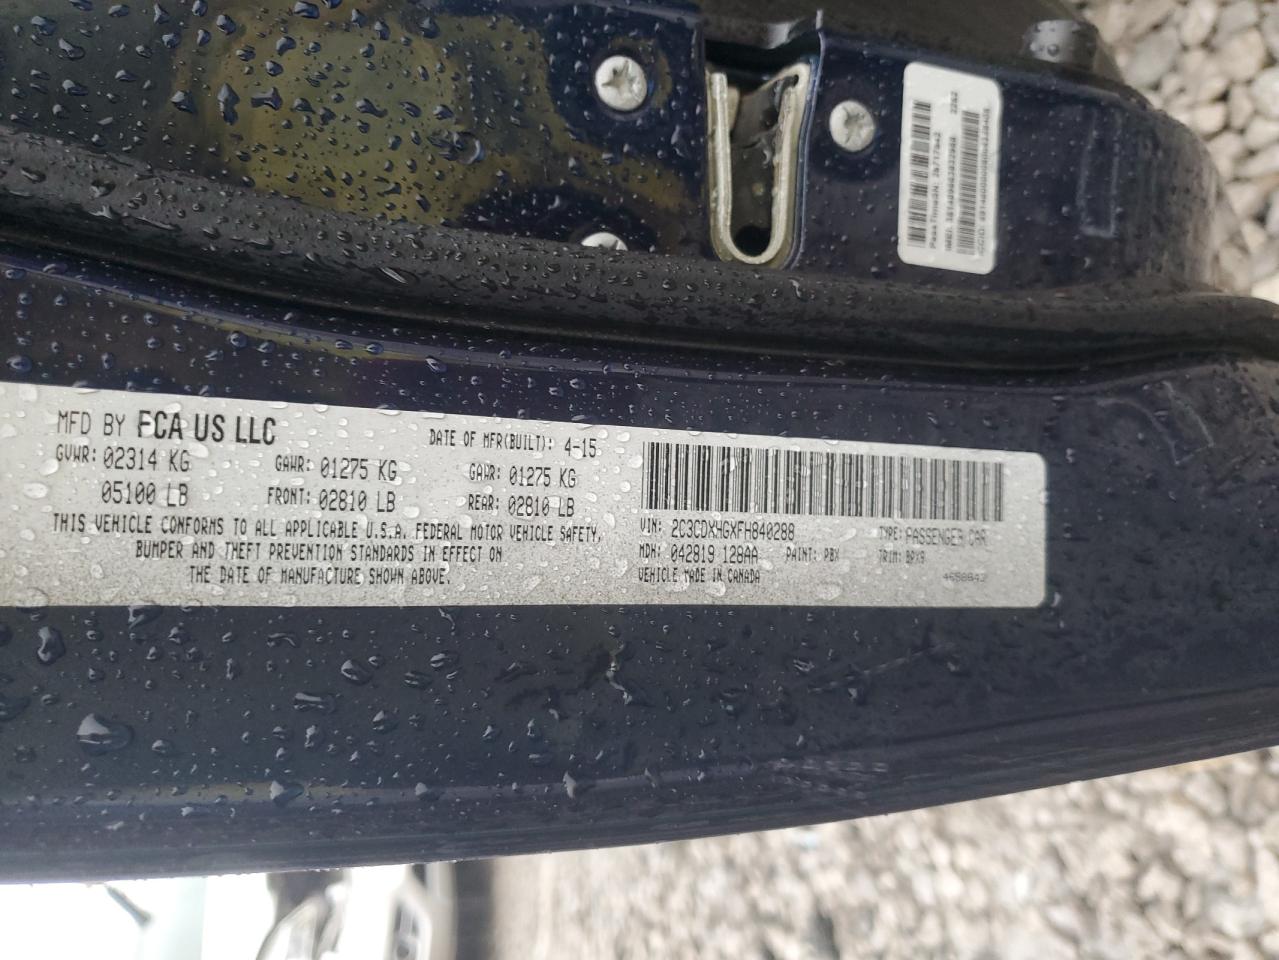 MFD BY FCA US LLC
DATE OF MFR(BUILT): 4-15
GVWR: 02314 KG
05100 LB
GAWR: 01275 KG
FRONT: 02810 LB
GAWR: 01275 KG
REAR: 02810 LB
THIS VEHICLE CONFORMS TO ALL APPLICABLE U.S.A. FEDERAL MOTOR VEHICLE SAFETY,
BUMPER AND THEFT PREVENTION STANDARDS IN EFFECT ON
THE DATE OF MANUFACTURE SHOWN ABOVE.
VIN: 2C3CDXHGXFH840288
TYPE: PASSENGER CAR
MDH: 042819 128AA
PAINT: PBX
TRIM: BPX9
VEHICLE MADE IN CANADA